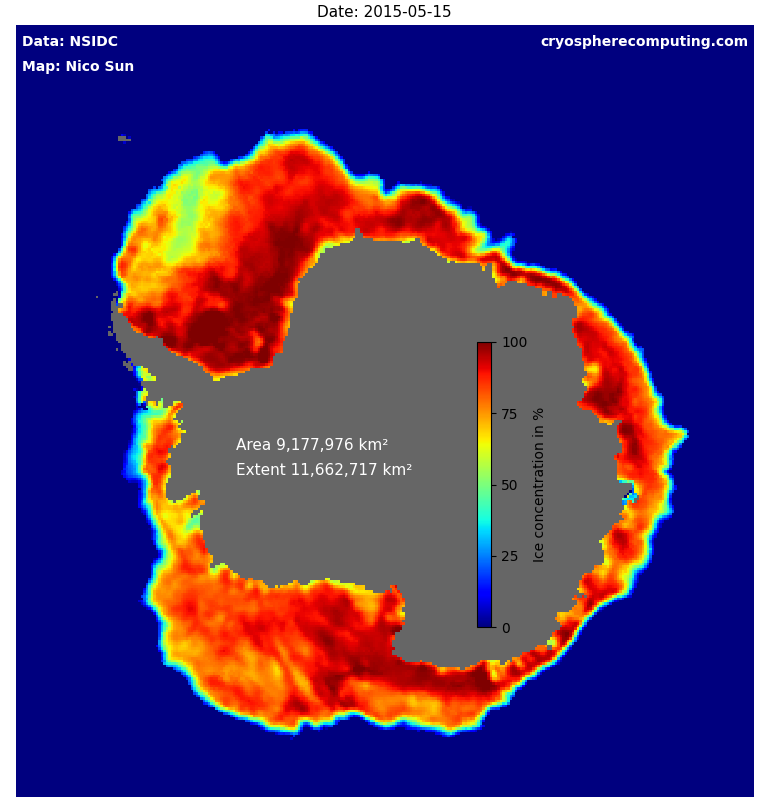 Date: 2015-05-15
Data: NSIDC
cryospherecomputing.com
Map: Nico Sun
100
75
50
25
0
Ice concentration in %
Area 9,177,976 km²
Extent 11,662,717 km²